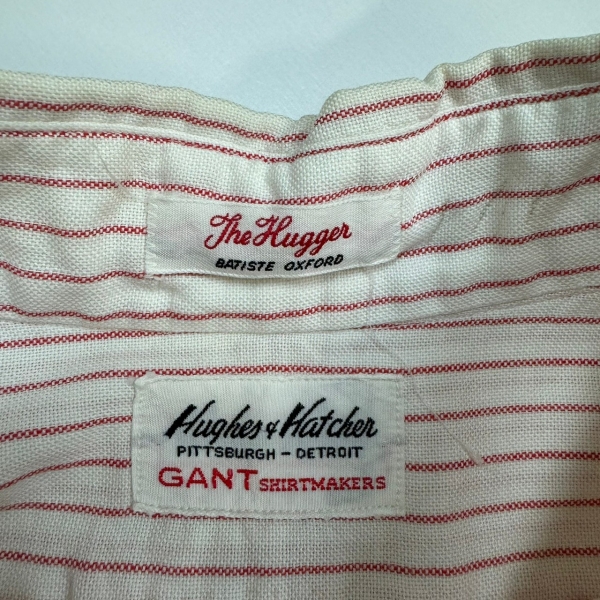 The Hugger
BATISTE OXFORD
Hughes & Hatcher
PITTSBURGH - DETROIT
GANT SHIRTMAKERS